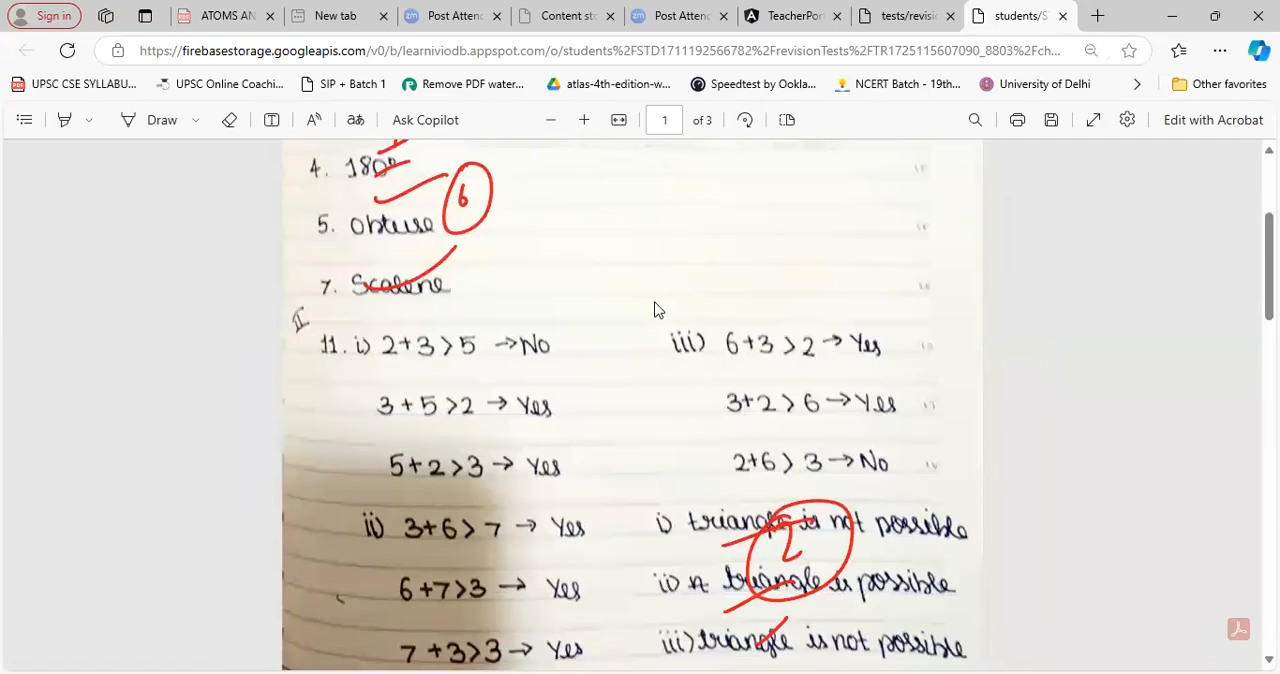 Sign in
ATOMS AN
New tab
Post Atten
Content sto
Post Atten
TeacherPor
tests/revisi
students/S
https://firebasestorage.googleapis.com/v0/b/learniviodb.appspot.com/o/students%2FSTD1711192566782%2FrevisionTests%2FTR1725115607090_8803%2Fch...
UPSC CSE SYLLABU...
UPSC Online Coachi...
SIP + Batch 1
Remove PDF water...
atlas-4th-edition-w...
Speedtest by Ookla...
NCERT Batch - 19th...
University of Delhi
Other favorites
Draw
Ask Copilot
1 of 3
Edit with Acrobat
4. 180°
6
5. Obtuse
7. Scalene
II
11. i) 2+3>5 →No
3+5>2 → Yes
5+2>3 → Yes
ii) 3+6>7 → Yes
6+7>3 → Yes
7+3>3 → Yes
iii) 6+3>2→ Yes
3+2>6→Yes
2+6>3→No
i) triangle is not possible
2
ii) A triangle is possible
iii) triangle is not possible